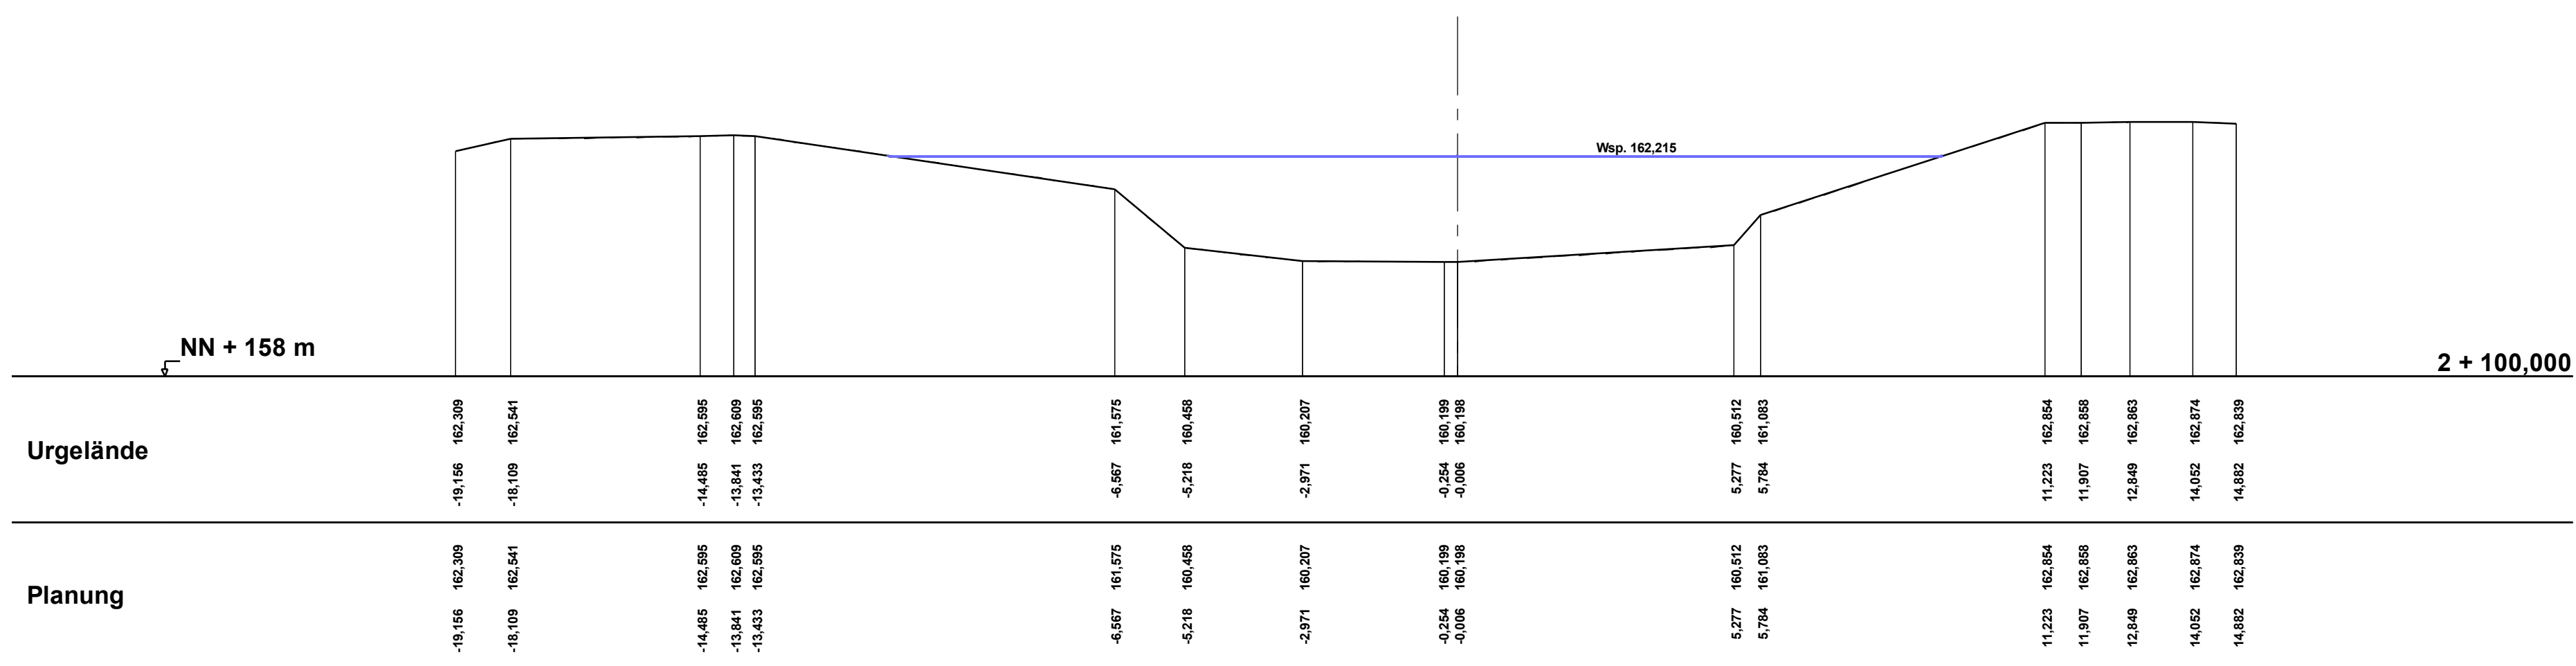 Wsp. 162,215
NN + 158 m
2 + 100,000
Urgelände
162,309 162,541 162,595 162,609 162,595 161,575 160,458 160,207 160,199 160,198 160,512 161,083 162,854 162,858 162,863 162,874 162,839
-19,156 -18,109 -14,485 -13,841 -13,433 -6,567 -5,218 -2,971 -0,254 -0,006 5,277 5,784 11,223 11,907 12,849 14,052 14,882
Planung
162,309 162,541 162,595 162,609 162,595 161,575 160,458 160,207 160,199 160,198 160,512 161,083 162,854 162,858 162,863 162,874 162,839
-19,156 -18,109 -14,485 -13,841 -13,433 -6,567 -5,218 -2,971 -0,254 -0,006 5,277 5,784 11,223 11,907 12,849 14,052 14,882